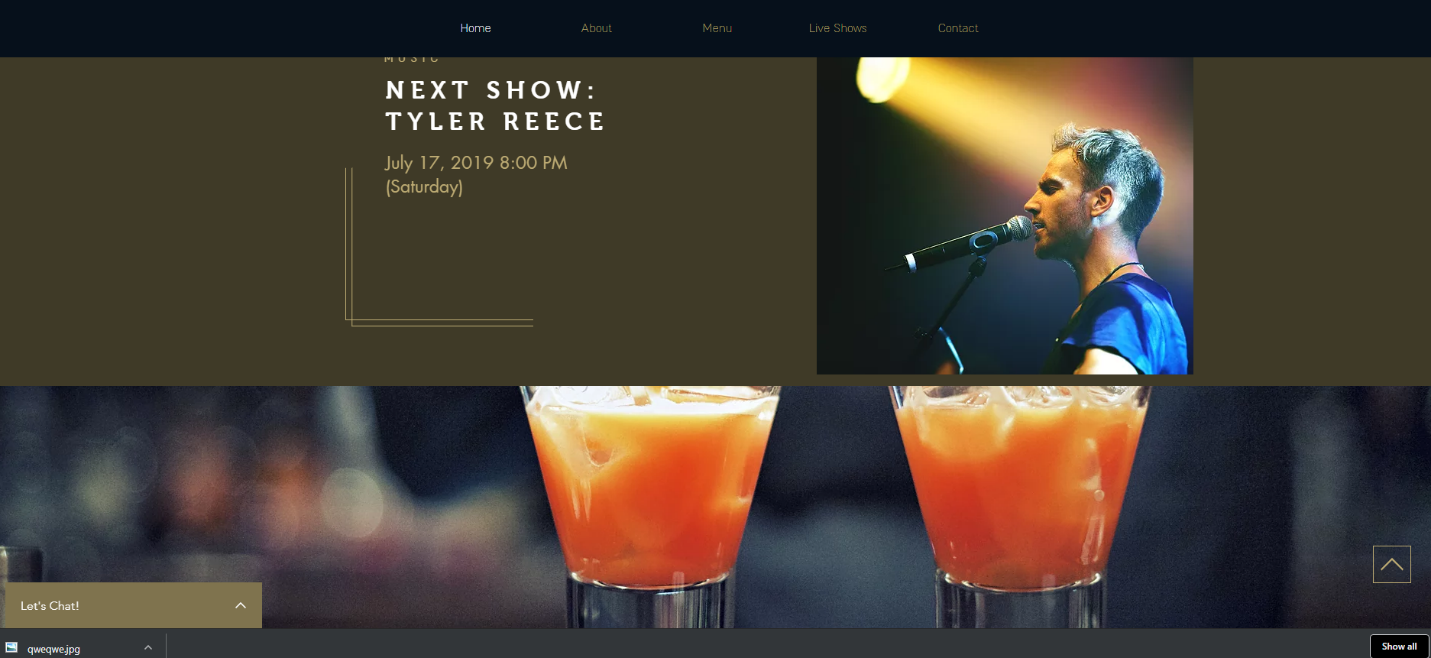 Home About Menu Live Shows Contact
MUSIC
NEXT SHOW:
TYLER REECE
July 17, 2019 8:00 PM
(Saturday)
Let's Chat!
qweqwe.jpg
Show all